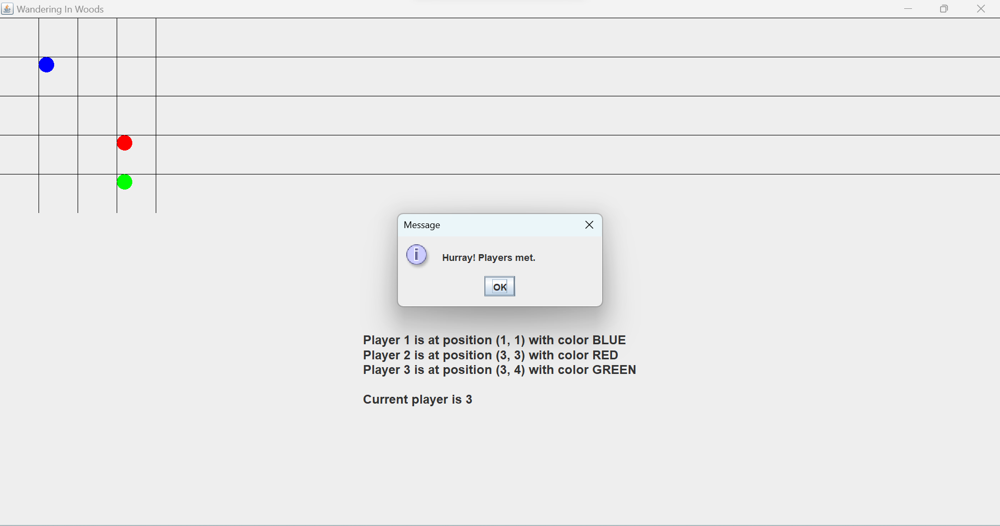 Wandering In Woods
Message
i
Hurray! Players met.
OK
Player 1 is at position (1, 1) with color BLUE
Player 2 is at position (3, 3) with color RED
Player 3 is at position (3, 4) with color GREEN
Current player is 3